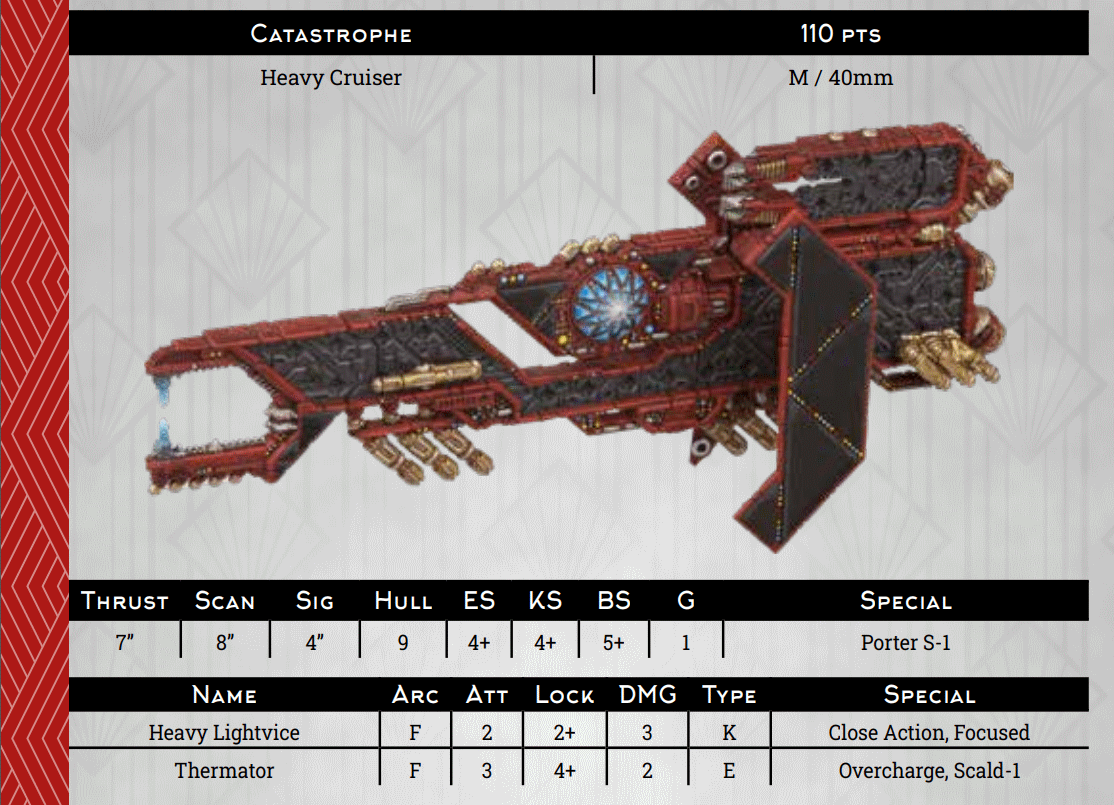 Catastrophe 110 pts
Heavy Cruiser M / 40mm
Thrust Scan Sig Hull ES KS BS G Special
7” 8” 4” 9 4+ 4+ 5+ 1 Porter S-1
Name Arc Att Lock DMG Type Special
Heavy Lightvice F 2 2+ 3 K Close Action, Focused
Thermator F 3 4+ 2 E Overcharge, Scald-1